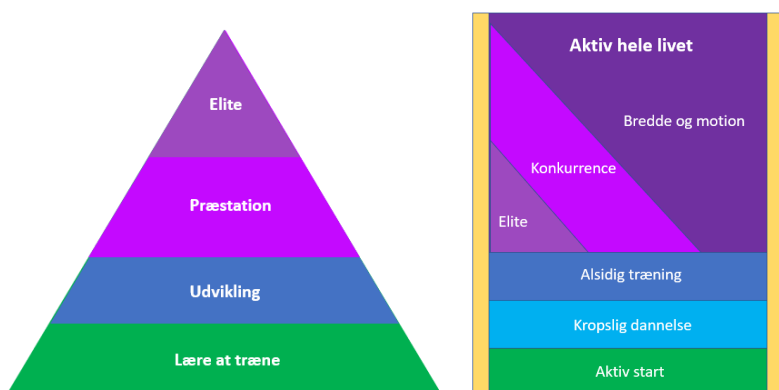 Elite
Præstation
Udvikling
Lære at træne
Aktiv hele livet
Bredde og motion
Konkurrence
Elite
Alsidig træning
Kropslig dannelse
Aktiv start